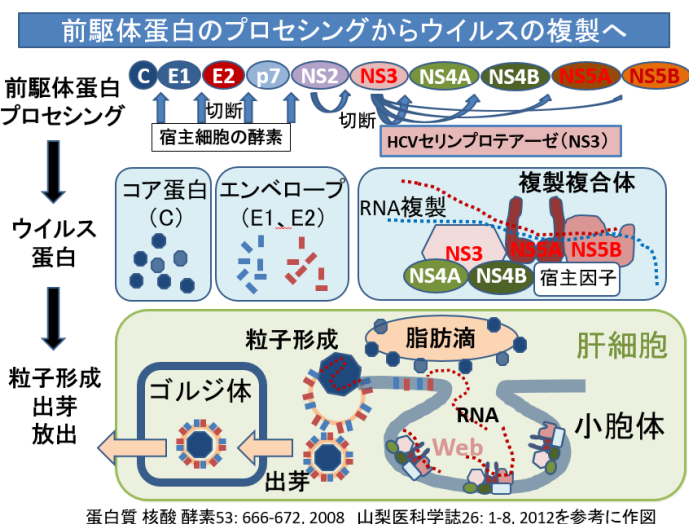 前駆体蛋白のプロセシングからウイルスの複製へ
前駆体蛋白
プロセシング
C E1 E2 p7 NS2 NS3 NS4A NS4B NS5A NS5B
切断
切断
宿主細胞の酵素
HCVセリンプロテアーゼ(NS3)
ウイルス
蛋白
コア蛋白
(C)
エンベロープ
(E1、E2)
複製複合体
RNA複製
NS3 NS5A NS5B
NS4A NS4B
宿主因子
粒子形成
出芽
放出
肝細胞
粒子形成
脂肪滴
ゴルジ体
RNA
小胞体
Web
出芽
蛋白質 核酸 酵素53: 666-672, 2008 山梨医科学誌26: 1-8, 2012を参考に作図